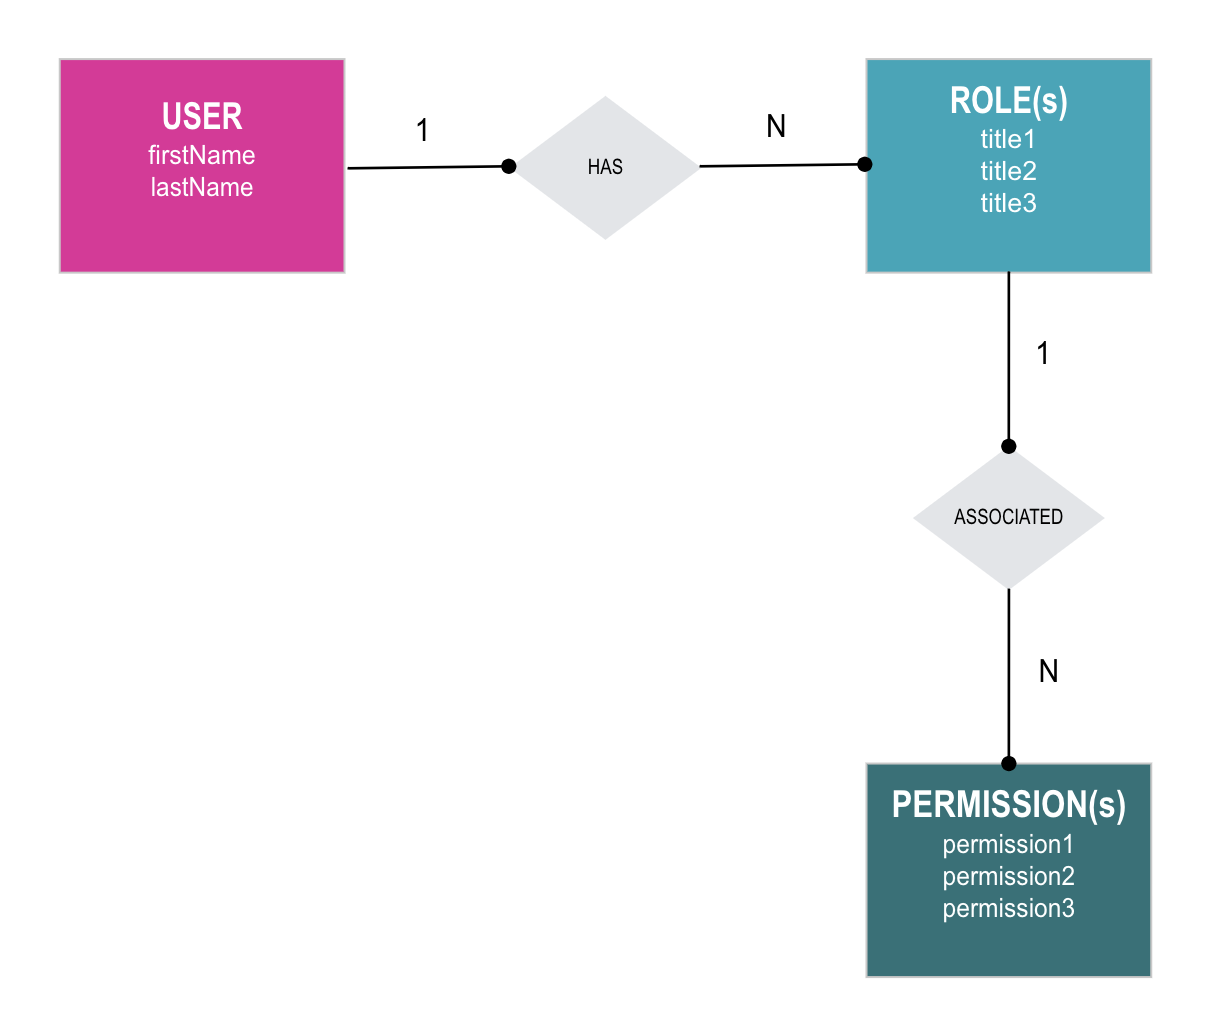 USER
firstName
lastName
1
HAS
N
ROLE(s)
title1
title2
title3
1
ASSOCIATED
N
PERMISSION(s)
permission1
permission2
permission3